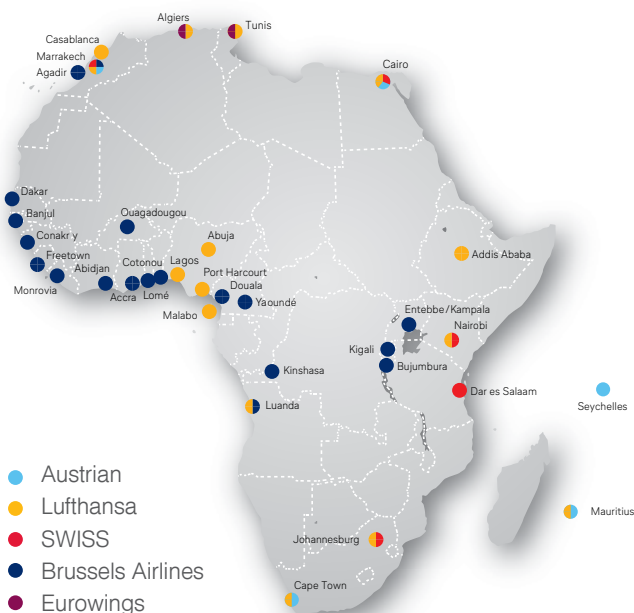 Algiers
Tunis
Casablanca
Marrakech
Agadir
Cairo
Dakar
Banjul
Conakr y
Freetown
Monrovia
Abidjan
Ouagadougou
Accra
Cotonou
Lomé
Lagos
Abuja
Port Harcourt
Douala
Yaoundé
Malabo
Addis Ababa
Entebbe/Kampala
Nairobi
Kigali
Bujumbura
Kinshasa
Luanda
Dar es Salaam
Seychelles
Mauritius
Johannesburg
Cape Town
Austrian
Lufthansa
SWISS
Brussels Airlines
Eurowings